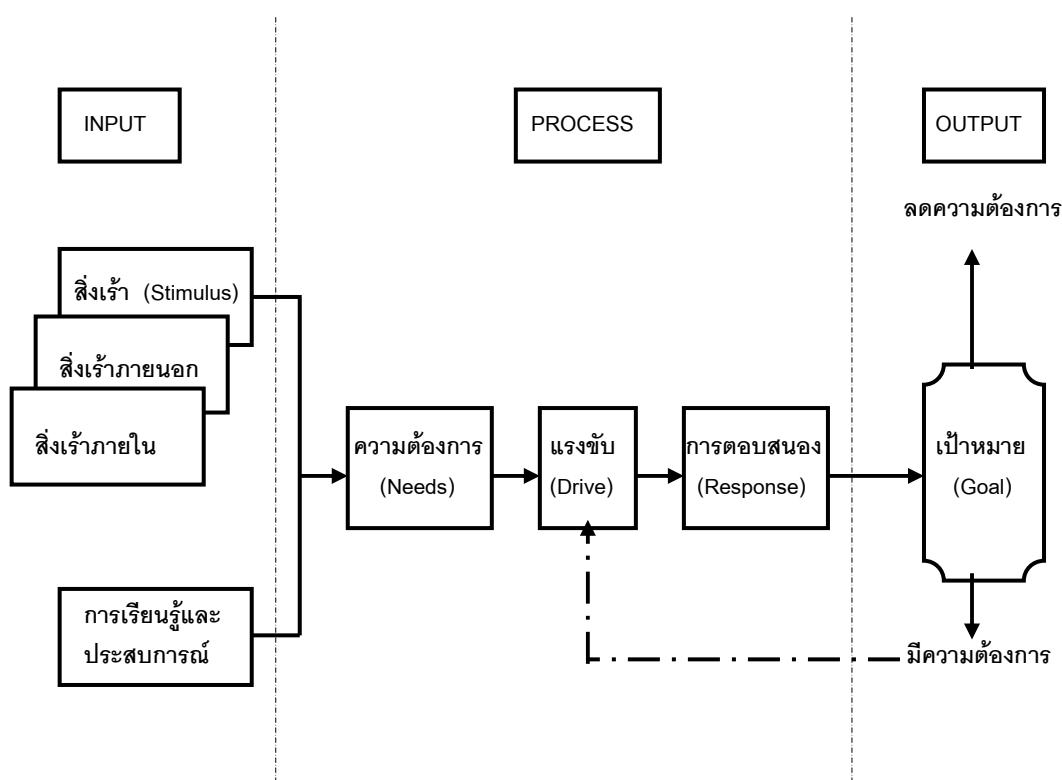 INPUT
PROCESS
OUTPUT
ลดความต้องการ
สิ่งเร้า (Stimulus)
สิ่งเร้าภายนอก
สิ่งเร้าภายใน
ความต้องการ
(Needs)
แรงขับ
(Drive)
การตอบสนอง
(Response)
เป้าหมาย
(Goal)
การเรียนรู้และ
ประสบการณ์
มีความต้องการ